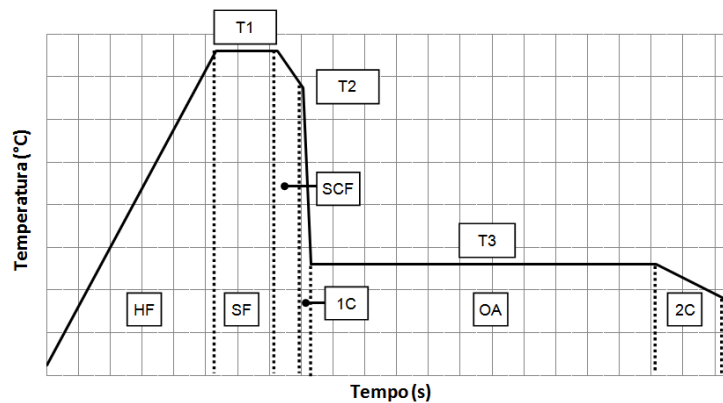 T1
T2
Temperatura (°C)
SCF
T3
HF
SF
1C
OA
2C
Tempo (s)